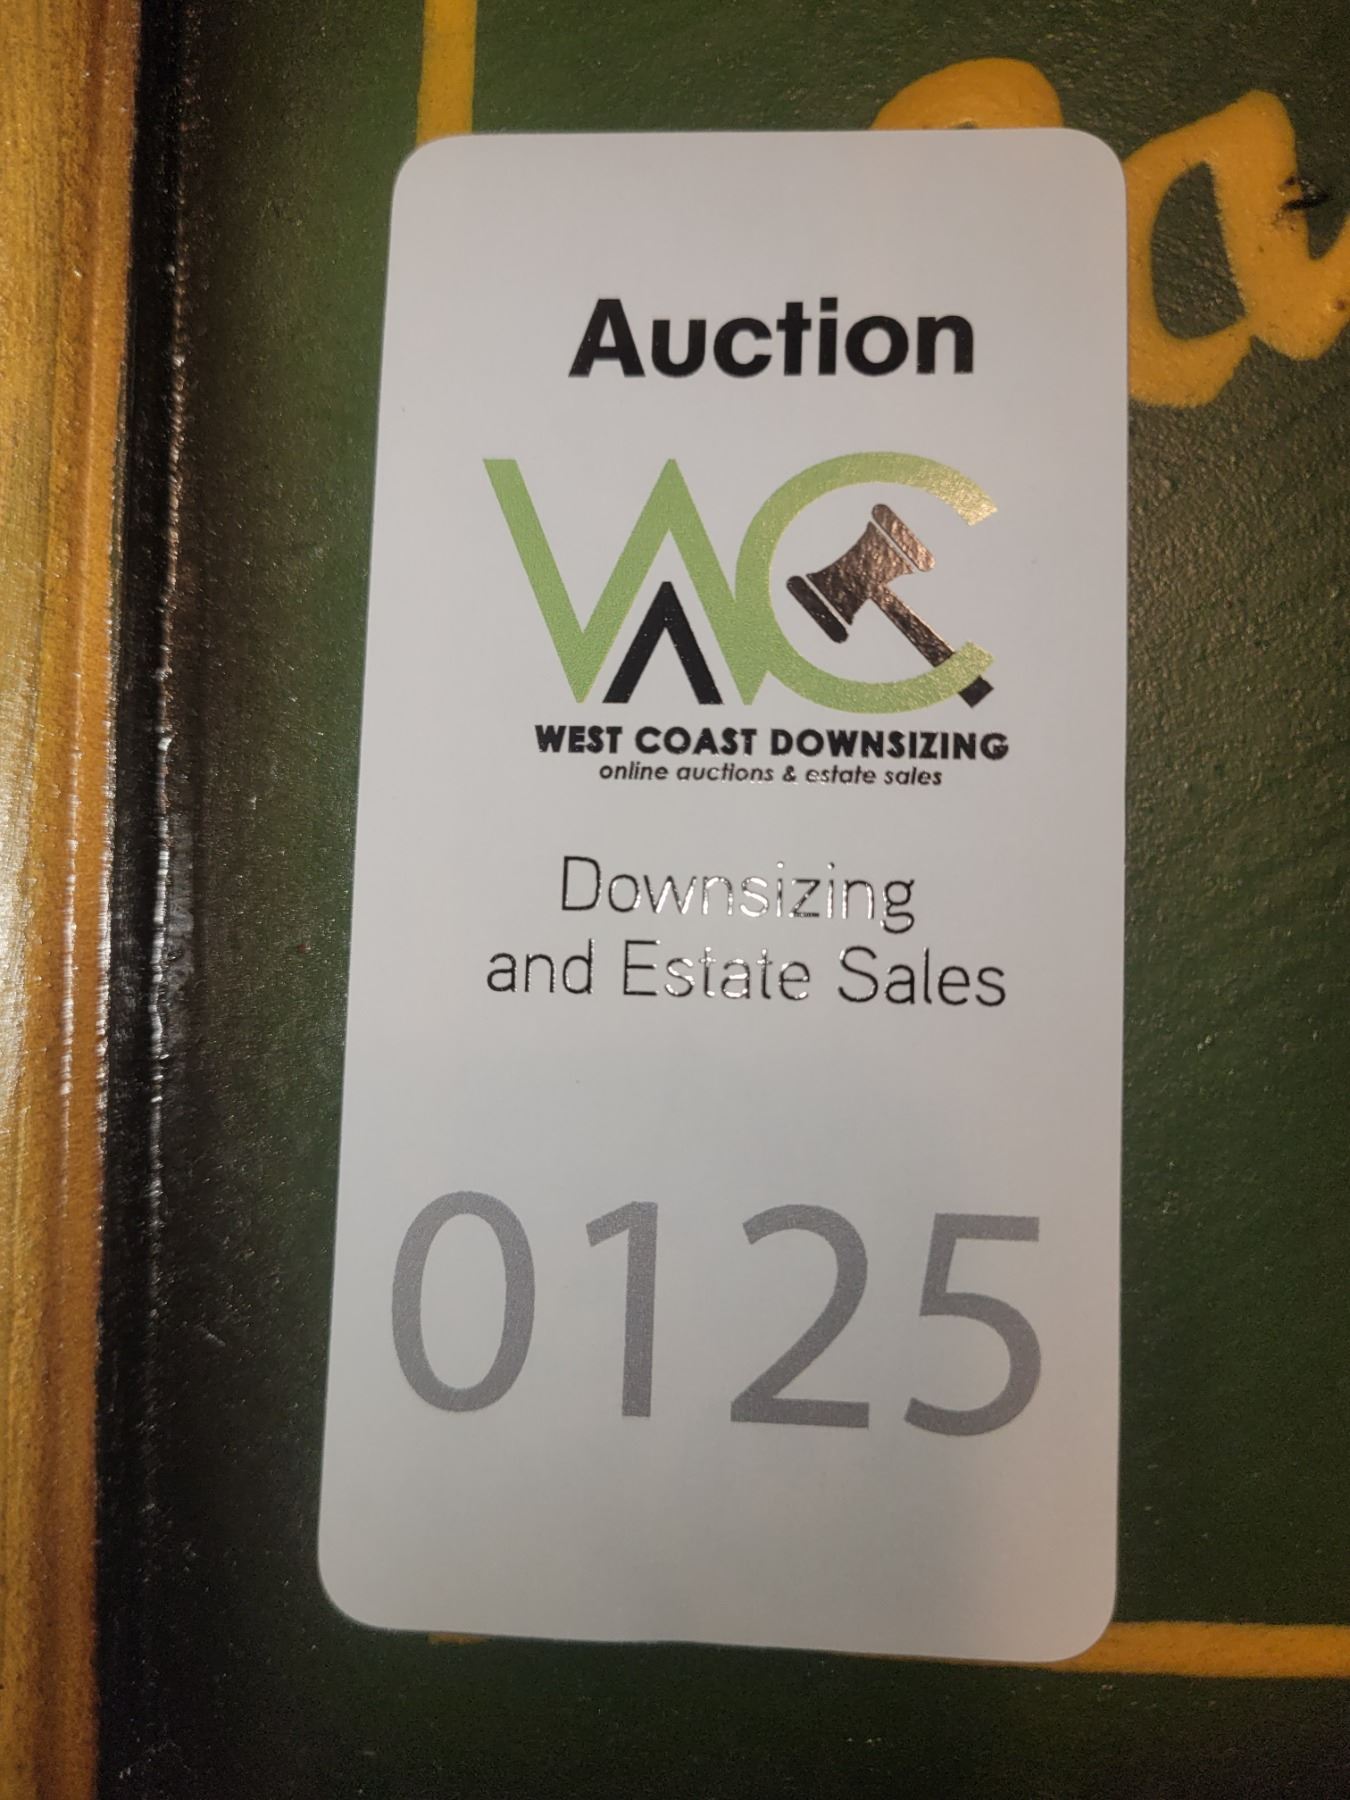 Auction
WAC
WEST COAST DOWNSIZING
online auctions & estate sales
Downsizing
and Estate Sales
0125